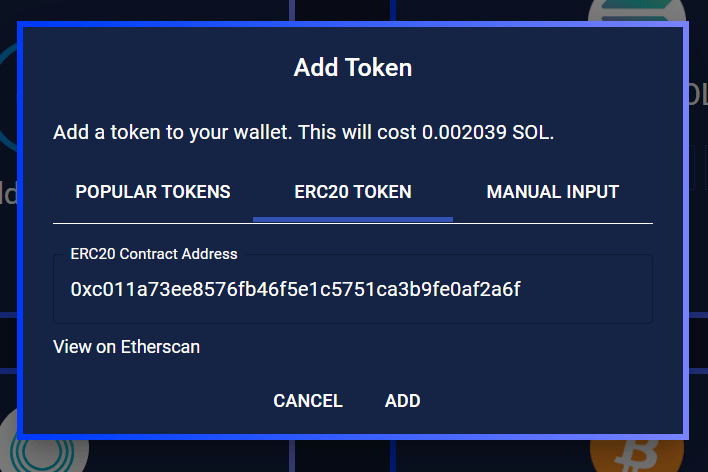 Add Token
Add a token to your wallet. This will cost 0.002039 SOL.
POPULAR TOKENS ERC20 TOKEN MANUAL INPUT
ERC20 Contract Address
0xc011a73ee8576fb46f5e1c5751ca3b9fe0af2a6f
View on Etherscan
CANCEL ADD